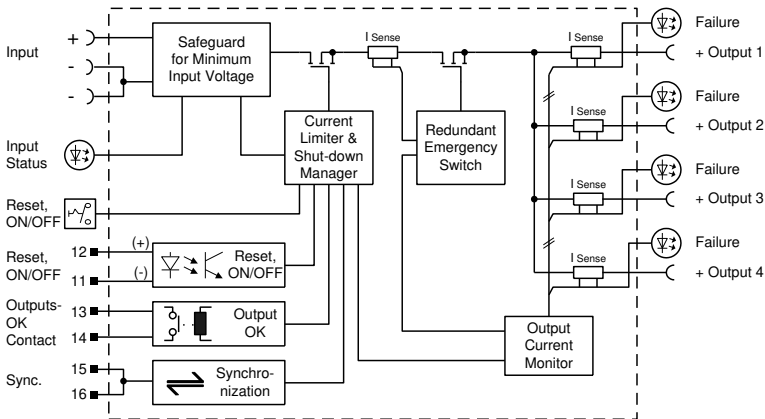 Input
+
-
-
Safeguard
for Minimum
Input Voltage
I Sense
I Sense
Failure
+ Output 1
Failure
I Sense
+ Output 2
Input
Status
Current
Limiter &
Shut-down
Manager
Redundant
Emergency
Switch
Failure
I Sense
+ Output 3
Reset,
ON/OFF
Failure
I Sense
+ Output 4
Reset,
ON/OFF
12
(+)
11
(-)
Reset,
ON/OFF
Outputs-
OK
Contact
13
14
Output
OK
Output
Current
Monitor
Sync.
15
16
Synchro-
nization